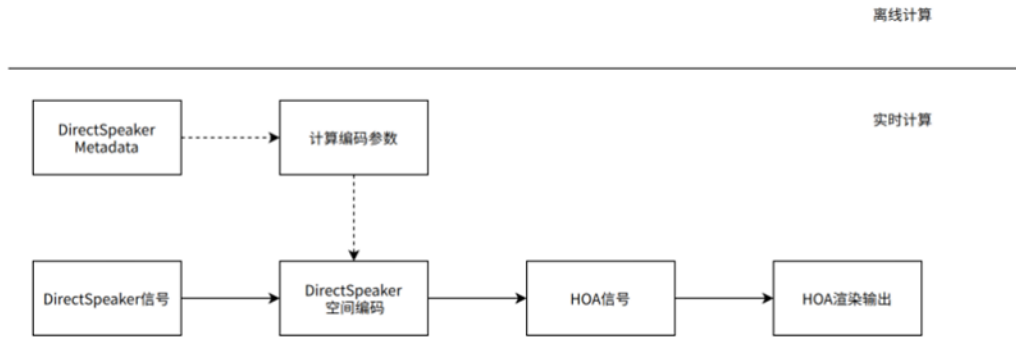 离线计算
实时计算
DirectSpeaker
Metadata
计算编码参数
DirectSpeaker信号
DirectSpeaker
空间编码
HOA信号
HOA渲染输出